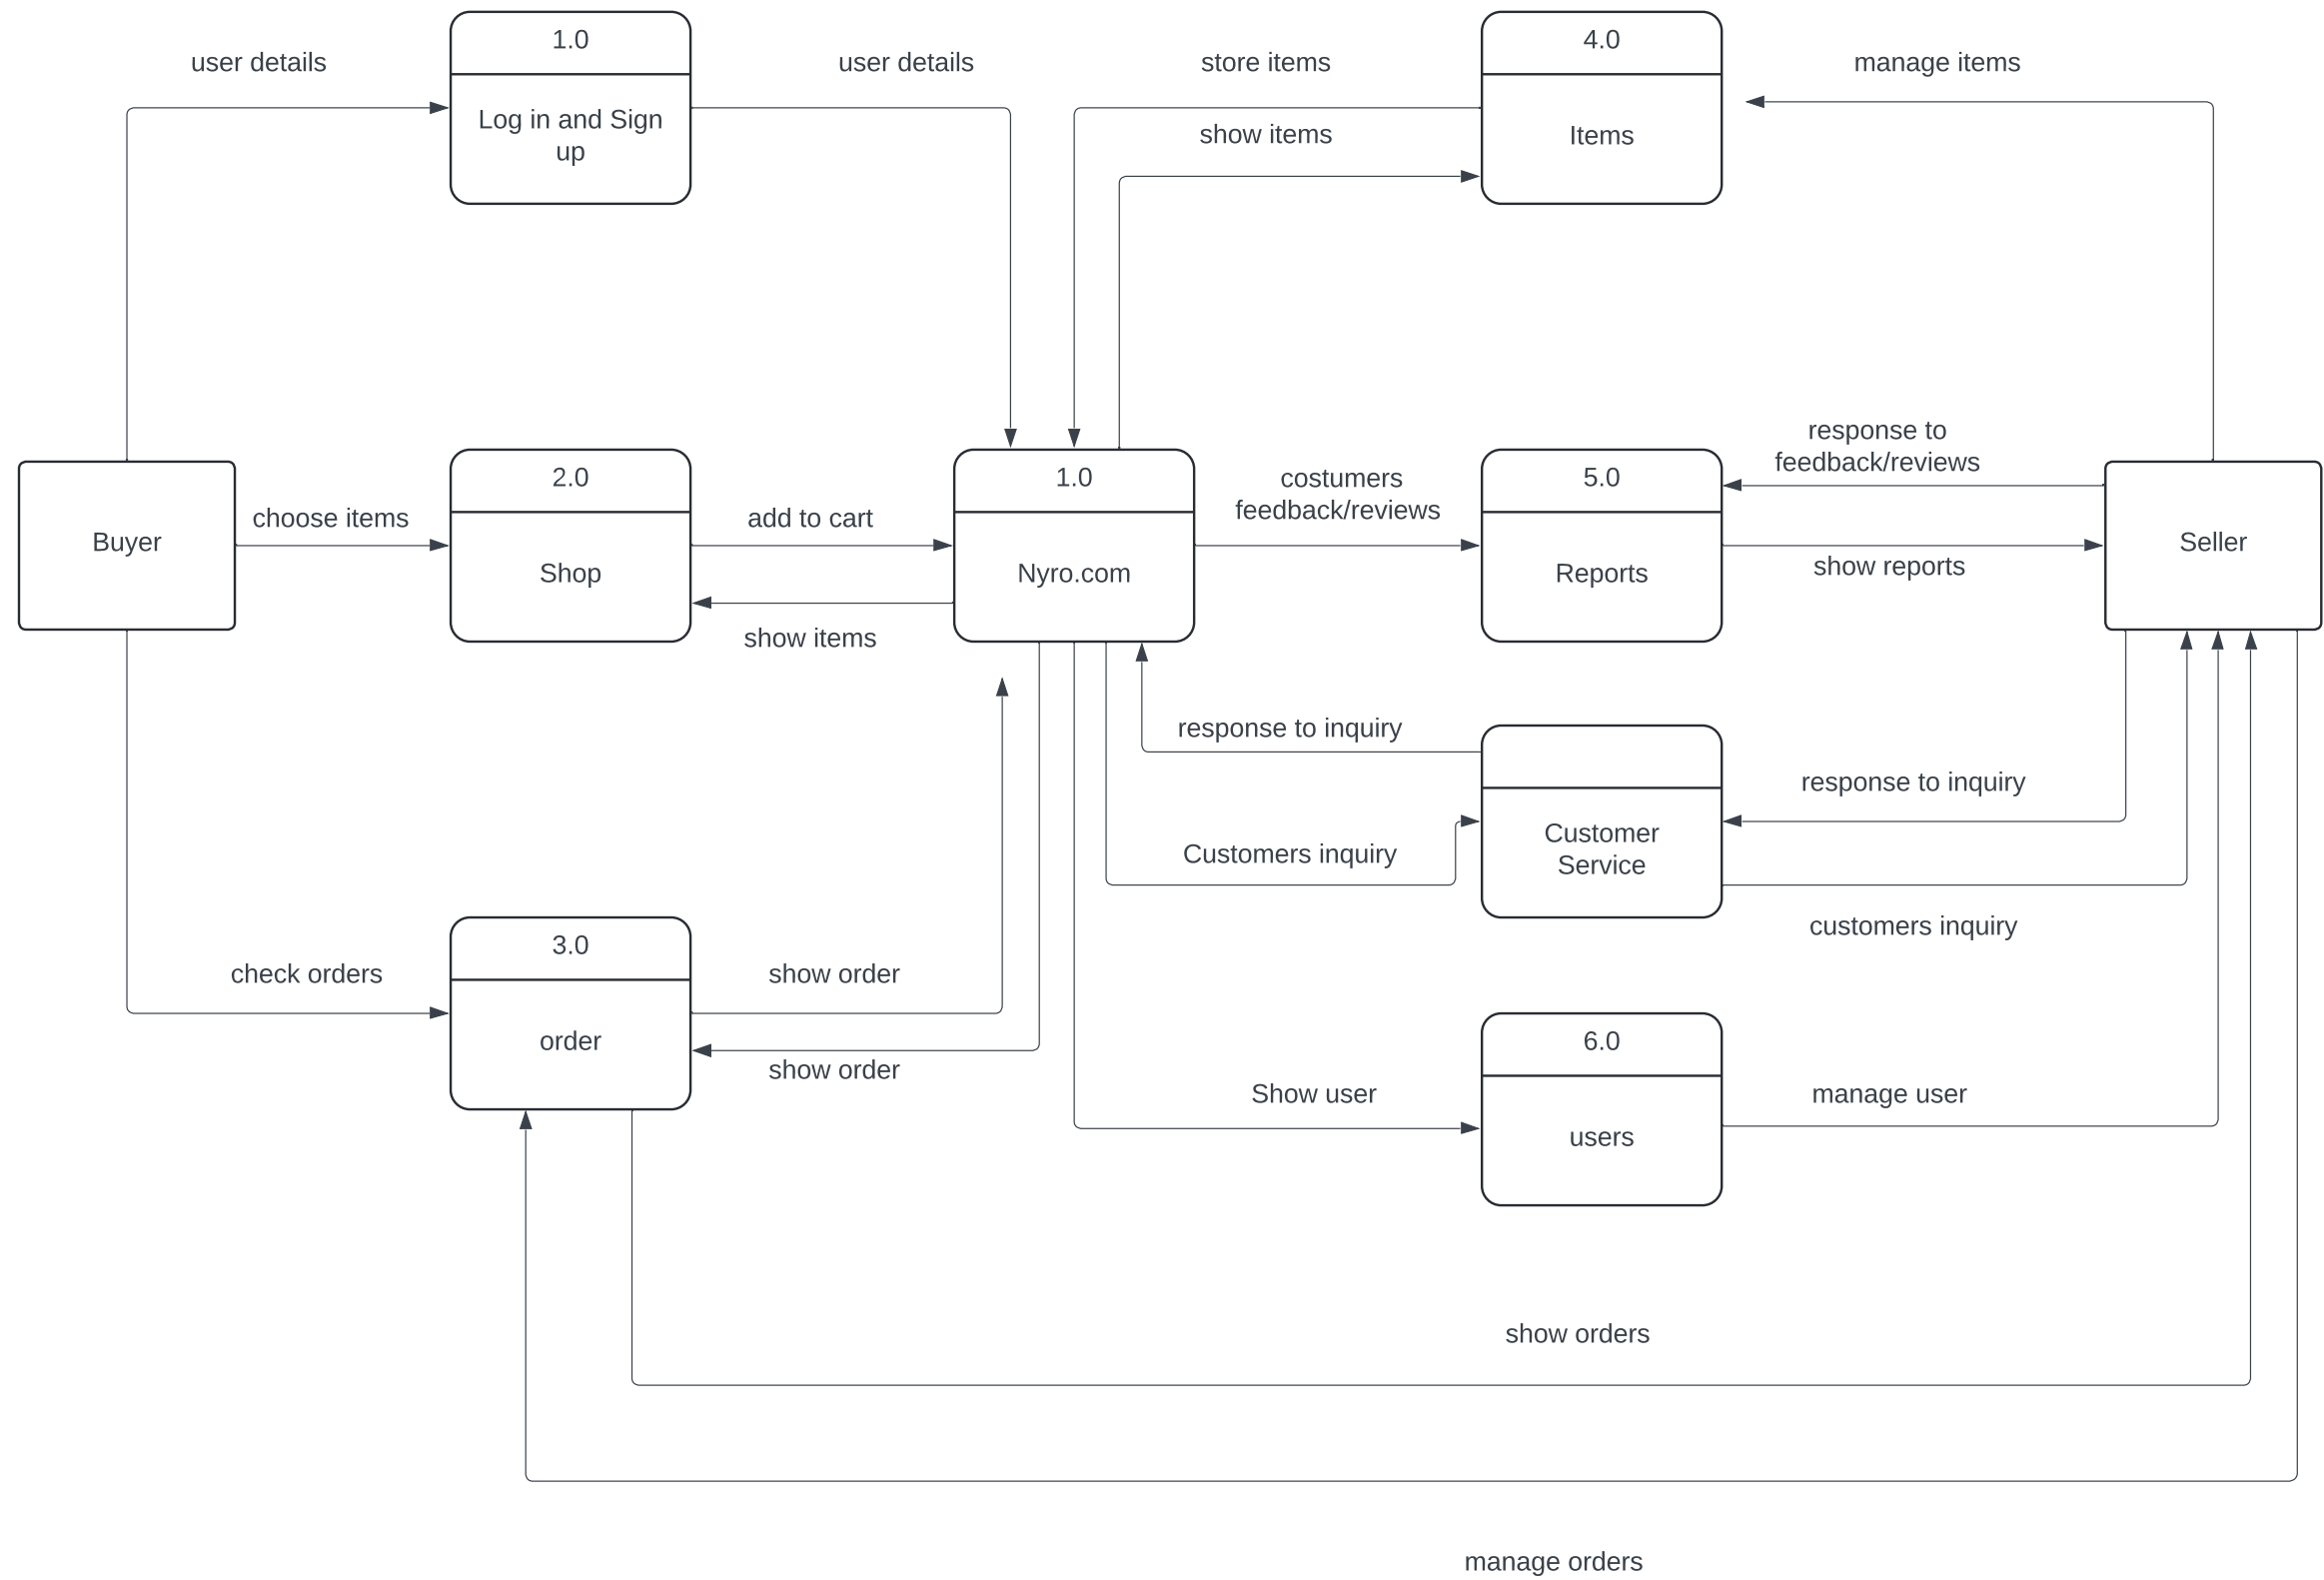 1.0
Log in and Sign
up
user details
user details
store items
show items
4.0
Items
manage items
Buyer
choose items
2.0
Shop
add to cart
show items
1.0
Nyro.com
costumers
feedback/reviews
5.0
Reports
response to
feedback/reviews
show reports
Seller
response to inquiry
Customers inquiry
Customer
Service
response to inquiry
customers inquiry
check orders
3.0
order
show order
show order
Show user
6.0
users
manage user
show orders
manage orders